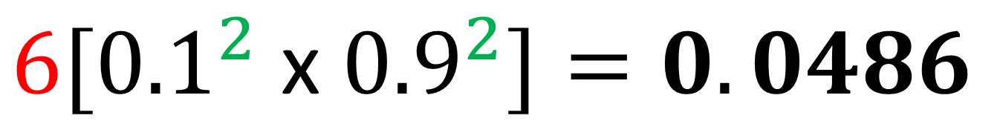 6[0.1² x 0.9²] = 0.0486